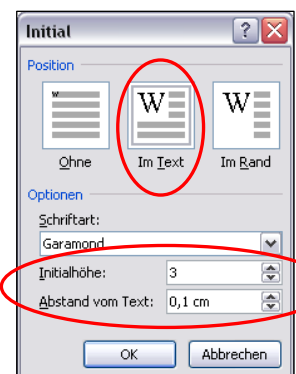 Initial
Position
W W W
Ohne Im Text Im Rand
Optionen
Schriftart:
Garamond
Initialhöhe: 3
Abstand vom Text: 0,1 cm
OK Abbrechen